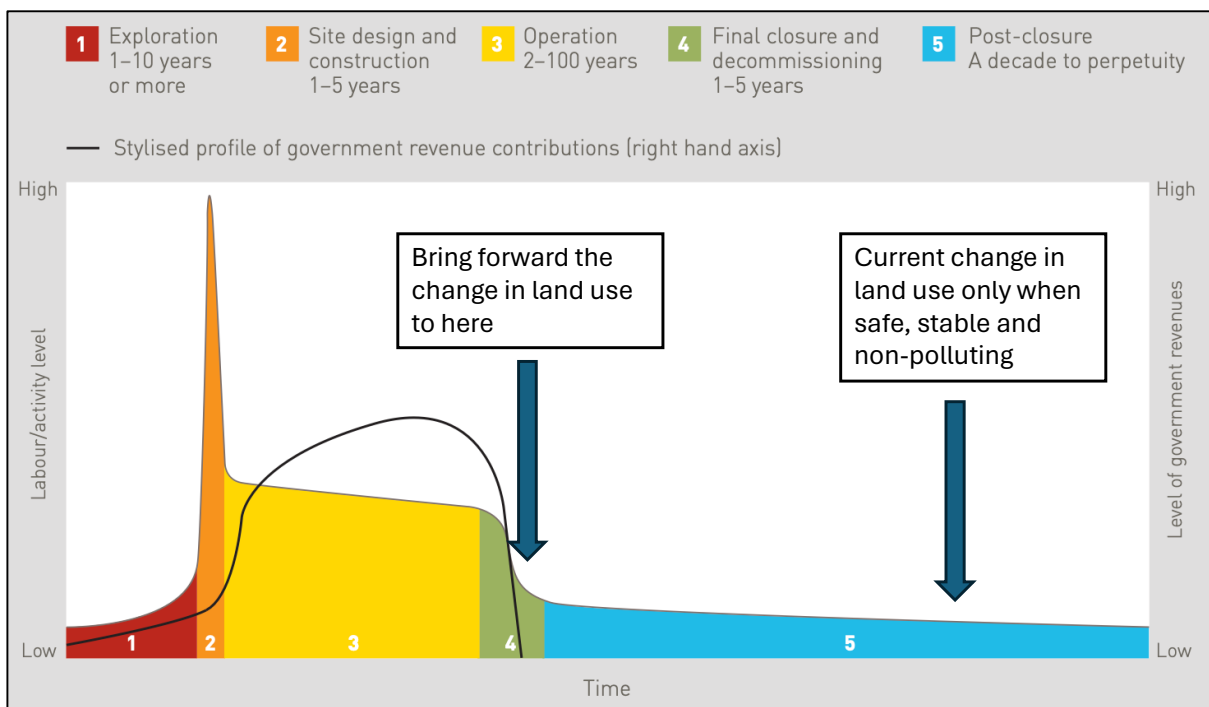 1 Exploration
1–10 years
or more
2 Site design and
construction
1–5 years
3 Operation
2–100 years
4 Final closure and
decommissioning
1–5 years
5 Post-closure
A decade to perpetuity
Stylised profile of government revenue contributions (right hand axis)
High
High
Labour/activity level
Level of government revenues
Bring forward the
change in land use
to here
Current change in
land use only when
safe, stable and
non-polluting
1
2
3
4
5
Low
Low
Time